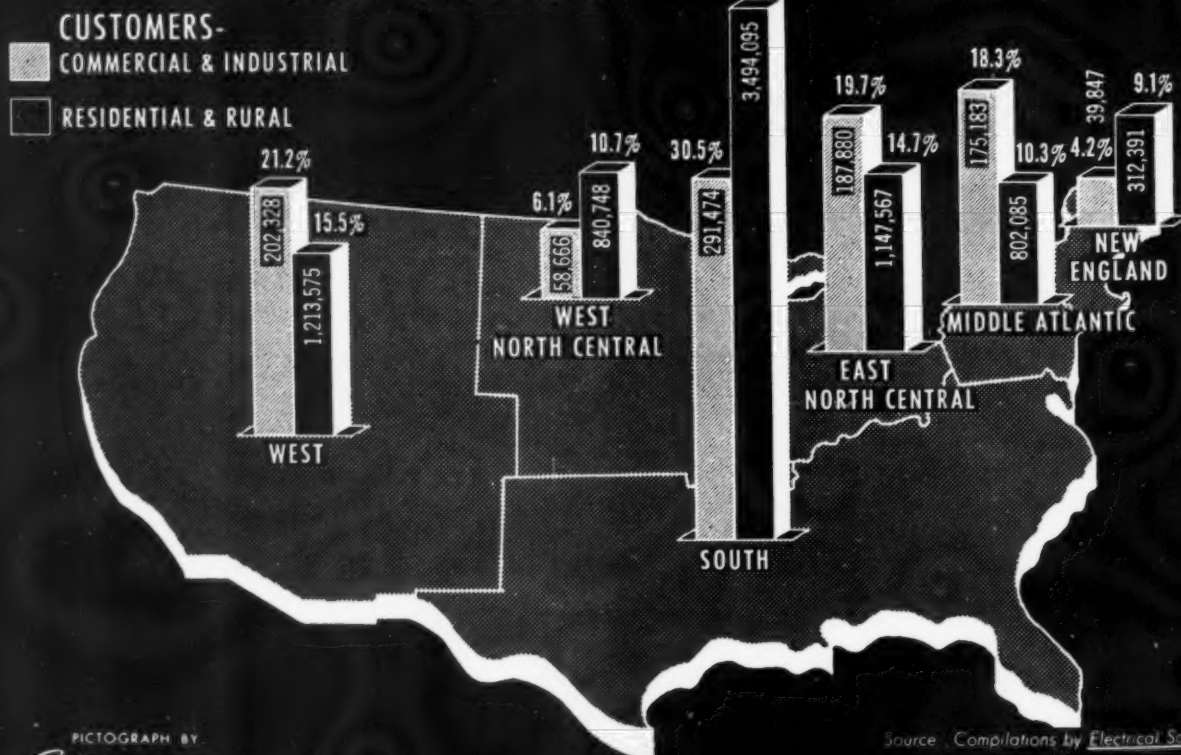 CUSTOMERS-
COMMERCIAL & INDUSTRIAL
RESIDENTIAL & RURAL
21.2%
202,328
15.5%
1,213,575
WEST
6.1%
58,666
10.7%
840,748
WEST
NORTH CENTRAL
30.5%
291,474
3,494,095
SOUTH
19.7%
187,880
14.7%
1,147,567
EAST
NORTH CENTRAL
18.3%
175,183
10.3%
802,085
MIDDLE ATLANTIC
39,847
4.2%
9.1%
312,391
NEW
ENGLAND
PICTOGRAPH BY
Source Compilations by Electrical